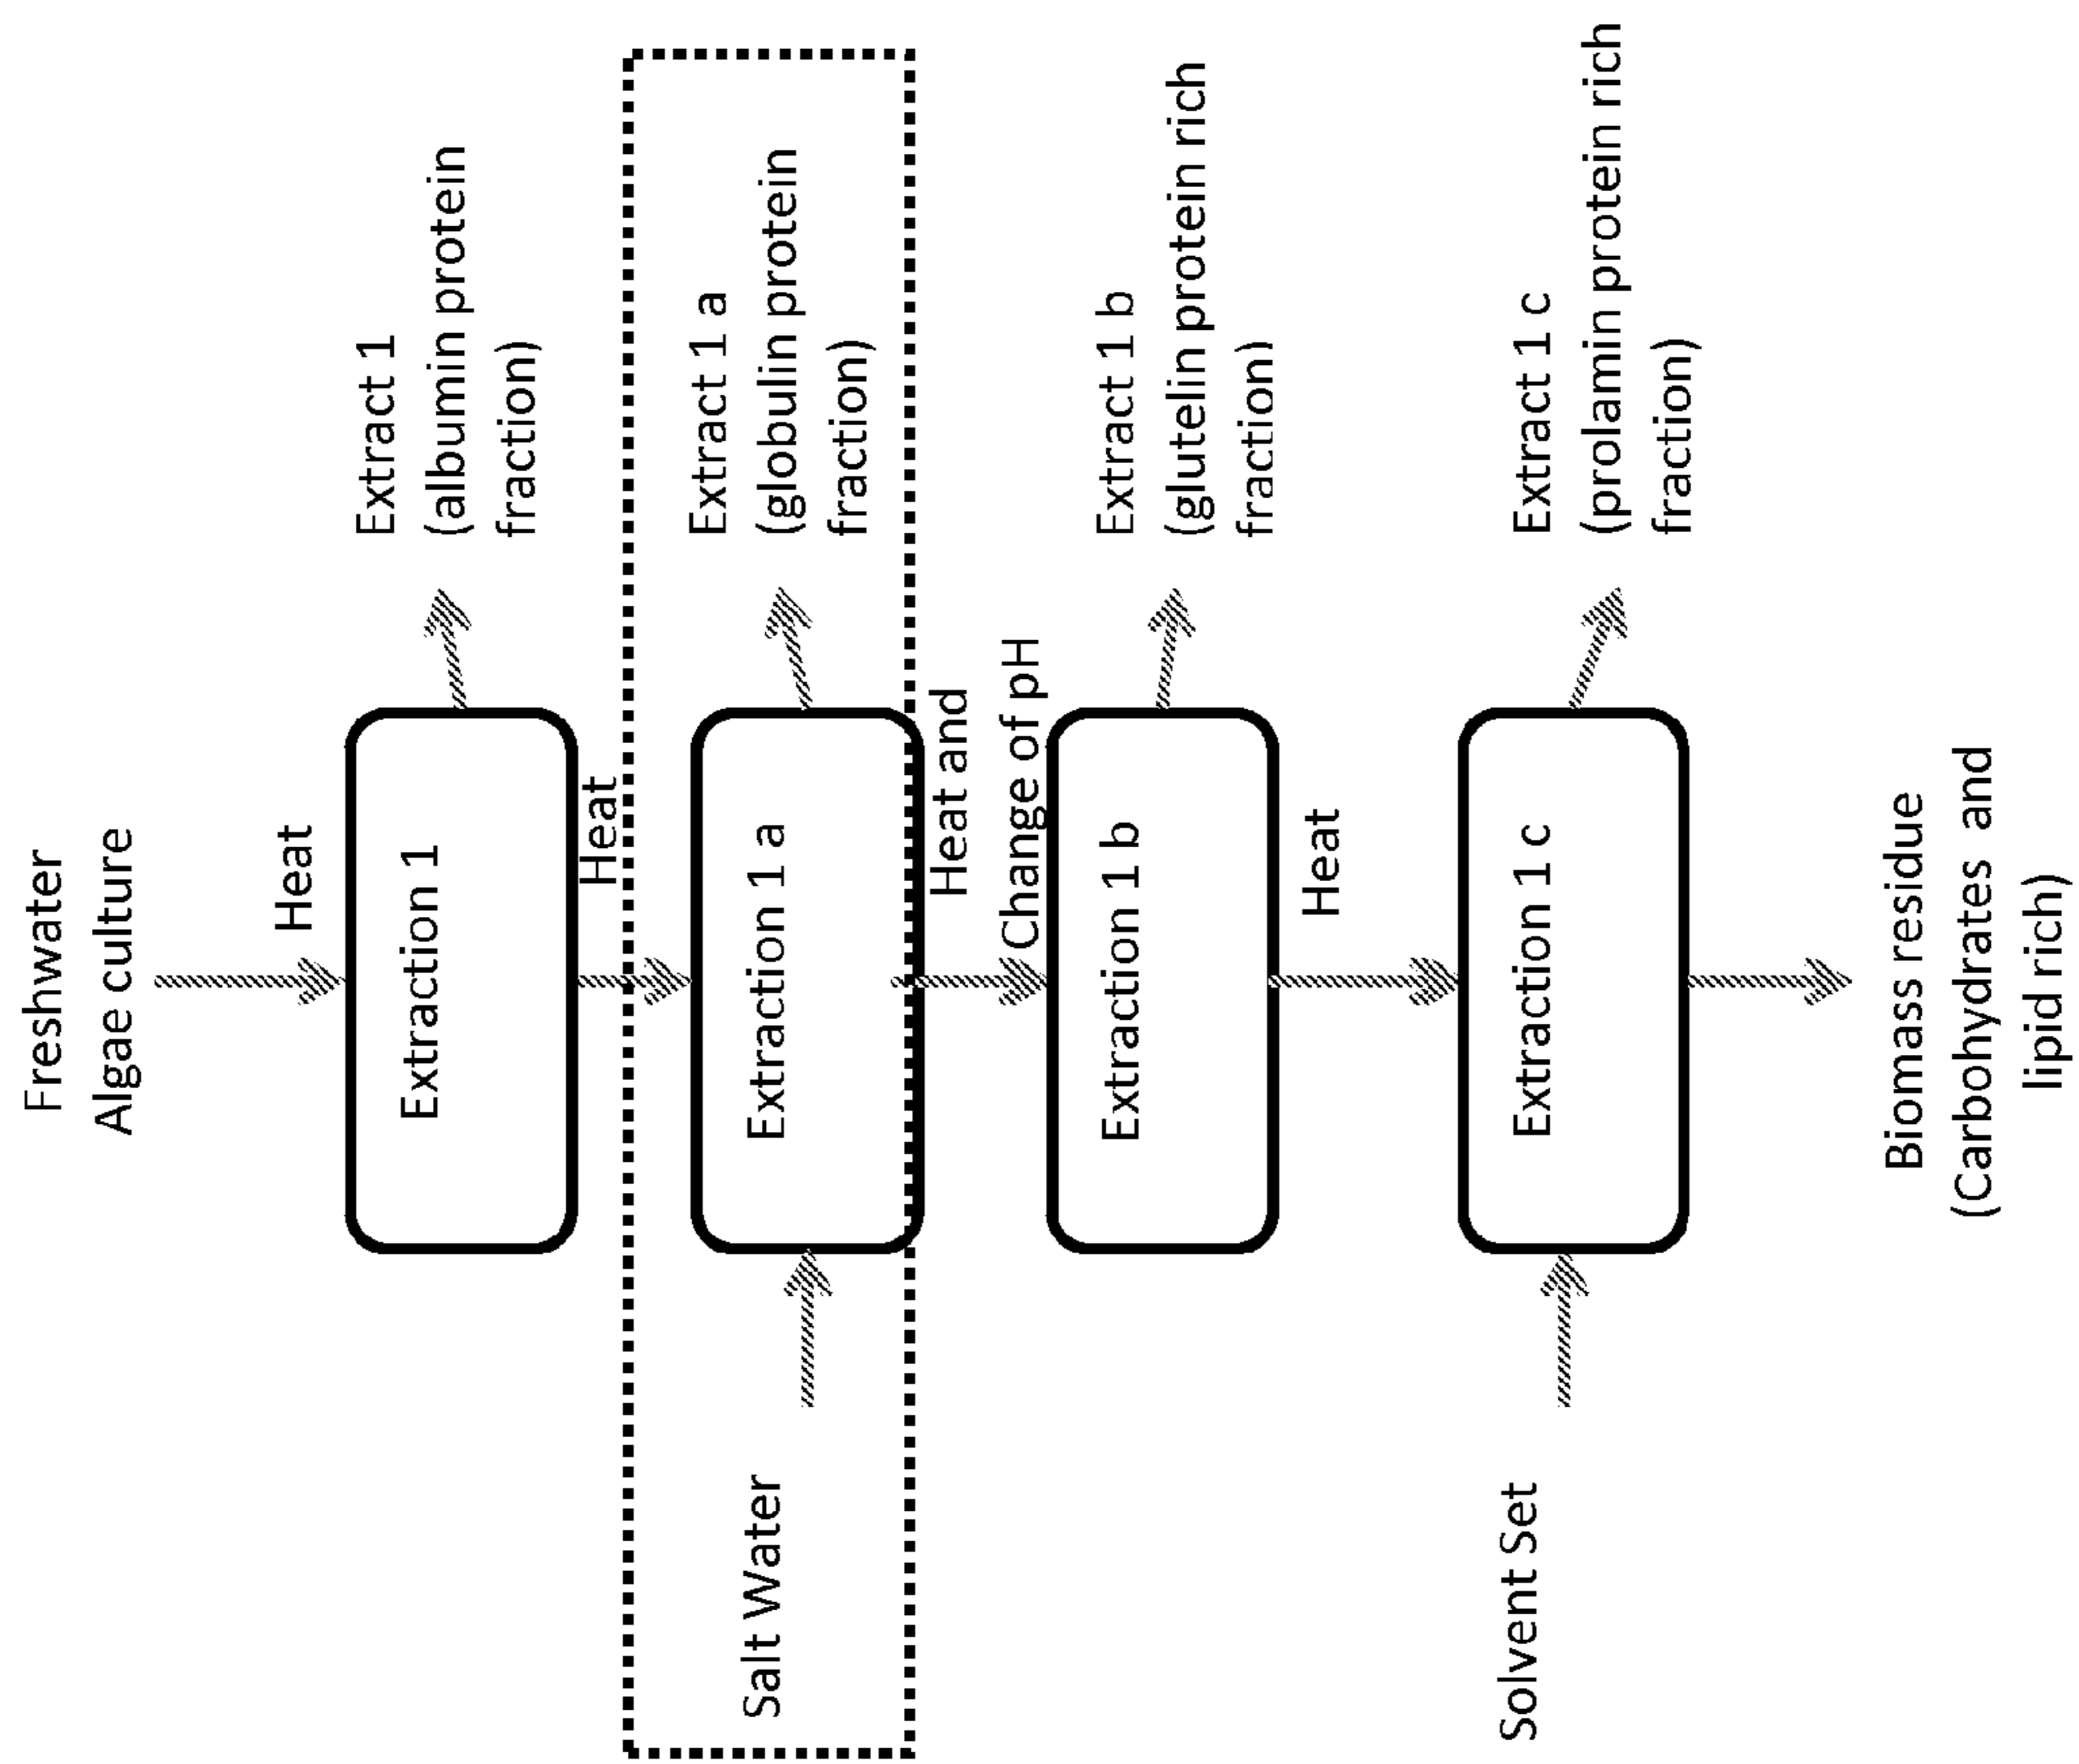 Freshwater
Algae culture
Heat
Extraction 1
Extract 1
(albumin protein
fraction)
Heat
Salt Water
Extraction 1 a
Extract 1 a
(globulin protein
fraction)
Heat and
Change of pH
Extraction 1 b
Extract 1 b
(glutelin protein rich
fraction)
Heat
Solvent Set
Extraction 1 c
Extract 1 c
(prolamin protein rich
fraction)
Biomass residue
(Carbohydrates and
lipid rich)